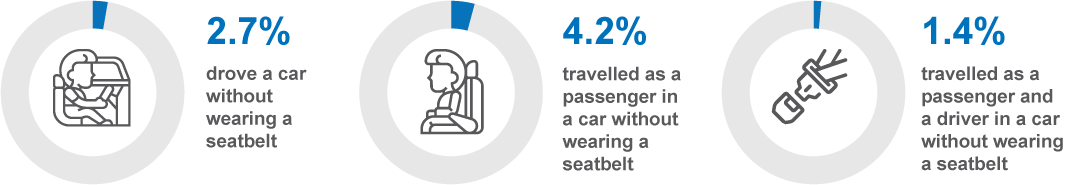 2.7%
drove a car
without
wearing a
seatbelt
4.2%
travelled as a
passenger in
a car without
wearing a
seatbelt
1.4%
travelled as a
passenger and
a driver in a car
without wearing
a seatbelt